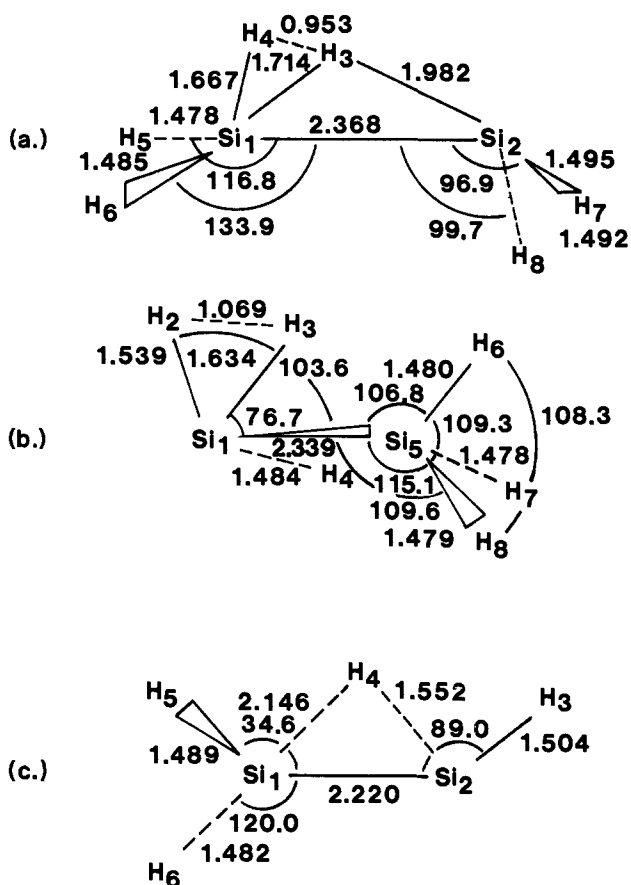 0.953
H4 H3
1.714
1.667 1.982
1.478
(a.) H5 Si1 2.368 Si2
1.485 1.495
116.8 96.9
H6 H7
133.9 99.7 1.492
H8
1.069
H2 H3
H6
1.539 1.634 103.6 1.480
106.8
76.7 109.3 108.3
(b.) Si1 Si5
2.339 1.478
1.484 H4 115.1 H7
109.6
1.479 H8
H4
H5 2.146 1.552 H3
34.6 89.0
1.489 1.504
(c.) Si1 Si2
2.220
120.0
1.482
H6